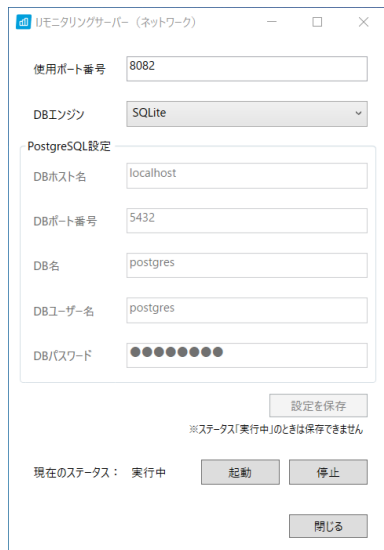 IJモニタリングサーバー（ネットワーク）
使用ポート番号 8082
DBエンジン SQLite
PostgreSQL設定
DBホスト名 localhost
DBポート番号 5432
DB名 postgres
DBユーザー名 postgres
DBパスワード ●●●●●●●●
設定を保存
※ステータス「実行中」のときは保存できません
現在のステータス： 実行中 起動 停止
閉じる